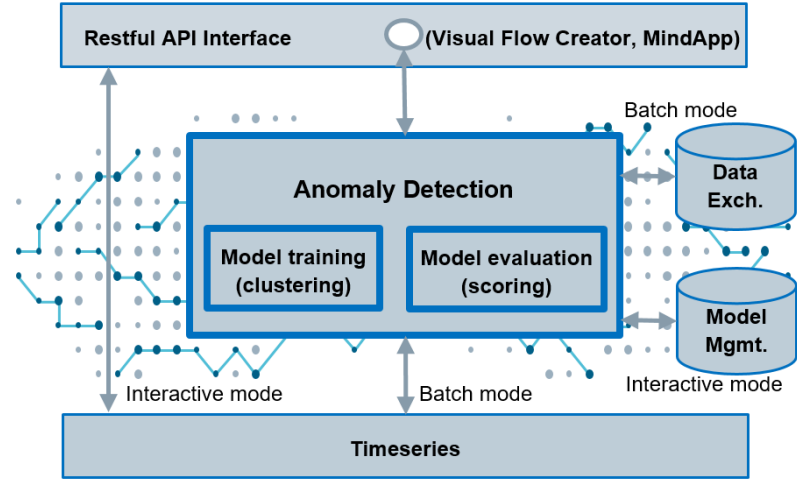 Restful API Interface (Visual Flow Creator, MindApp)
Batch mode
Data
Exch.
Anomaly Detection
Model training
(clustering)
Model evaluation
(scoring)
Model
Mgmt.
Interactive mode
Interactive mode
Batch mode
Timeseries